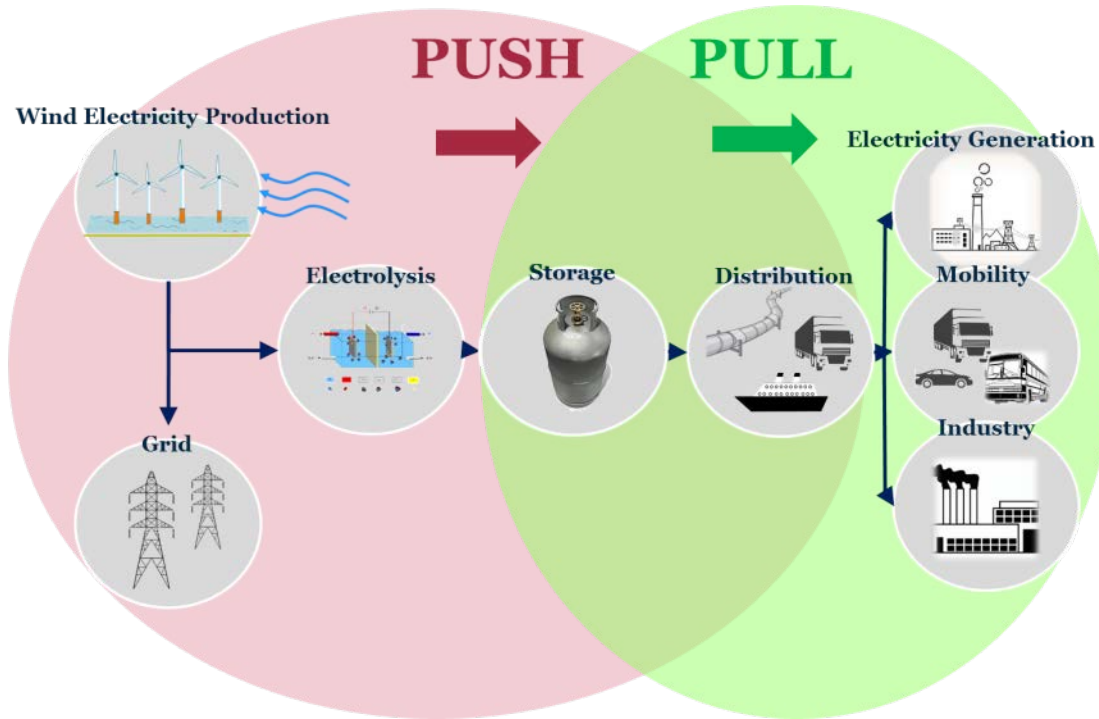 PUSH
PULL
Wind Electricity Production
Electricity Generation
Electrolysis
Storage
Distribution
Mobility
Grid
Industry